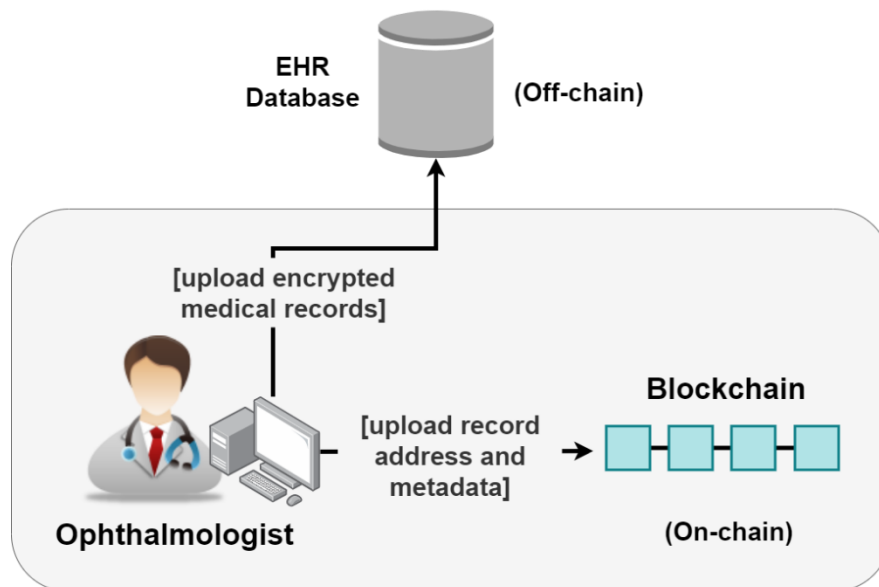 EHR
Database
(Off-chain)
[upload encrypted
medical records]
Blockchain
[upload record
address and
metadata]
Ophthalmologist
(On-chain)